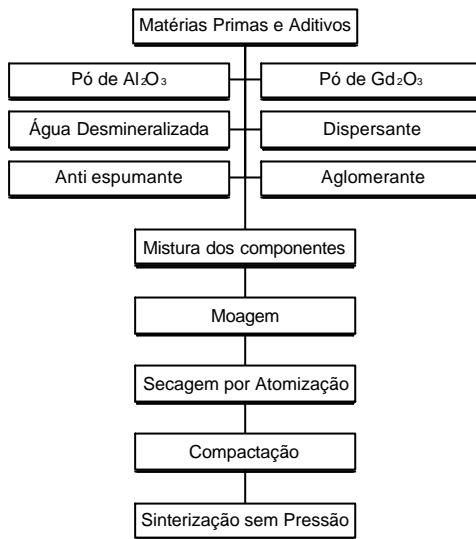 Matérias Primas e Aditivos
Pó de Al₂O₃
Pó de Gd₂O₃
Água Desmineralizada
Dispersante
Anti espumante
Aglomerante
Mistura dos componentes
Moagem
Secagem por Atomização
Compactação
Sinterização sem Pressão